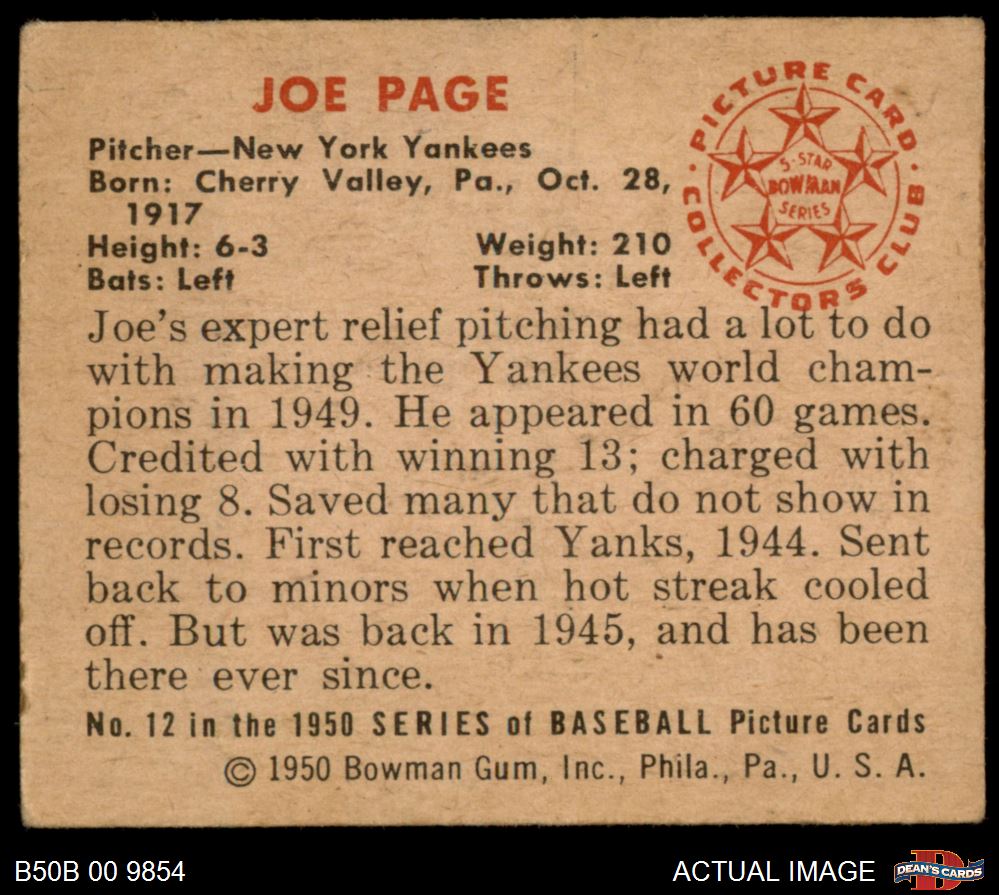 JOE PAGE
Pitcher—New York Yankees
Born: Cherry Valley, Pa., Oct. 28,
1917
Height: 6-3 Weight: 210
Bats: Left Throws: Left
PICTURE CARD COLLECTORS CLUB
5-STAR
BOWMAN
SERIES
Joe's expert relief pitching had a lot to do
with making the Yankees world cham-
pions in 1949. He appeared in 60 games.
Credited with winning 13; charged with
losing 8. Saved many that do not show in
records. First reached Yanks, 1944. Sent
back to minors when hot streak cooled
off. But was back in 1945, and has been
there ever since.
No. 12 in the 1950 SERIES of BASEBALL Picture Cards
© 1950 Bowman Gum, Inc., Phila., Pa., U. S. A.
B50B 00 9854 ACTUAL IMAGE
D
DEAN'S CARDS